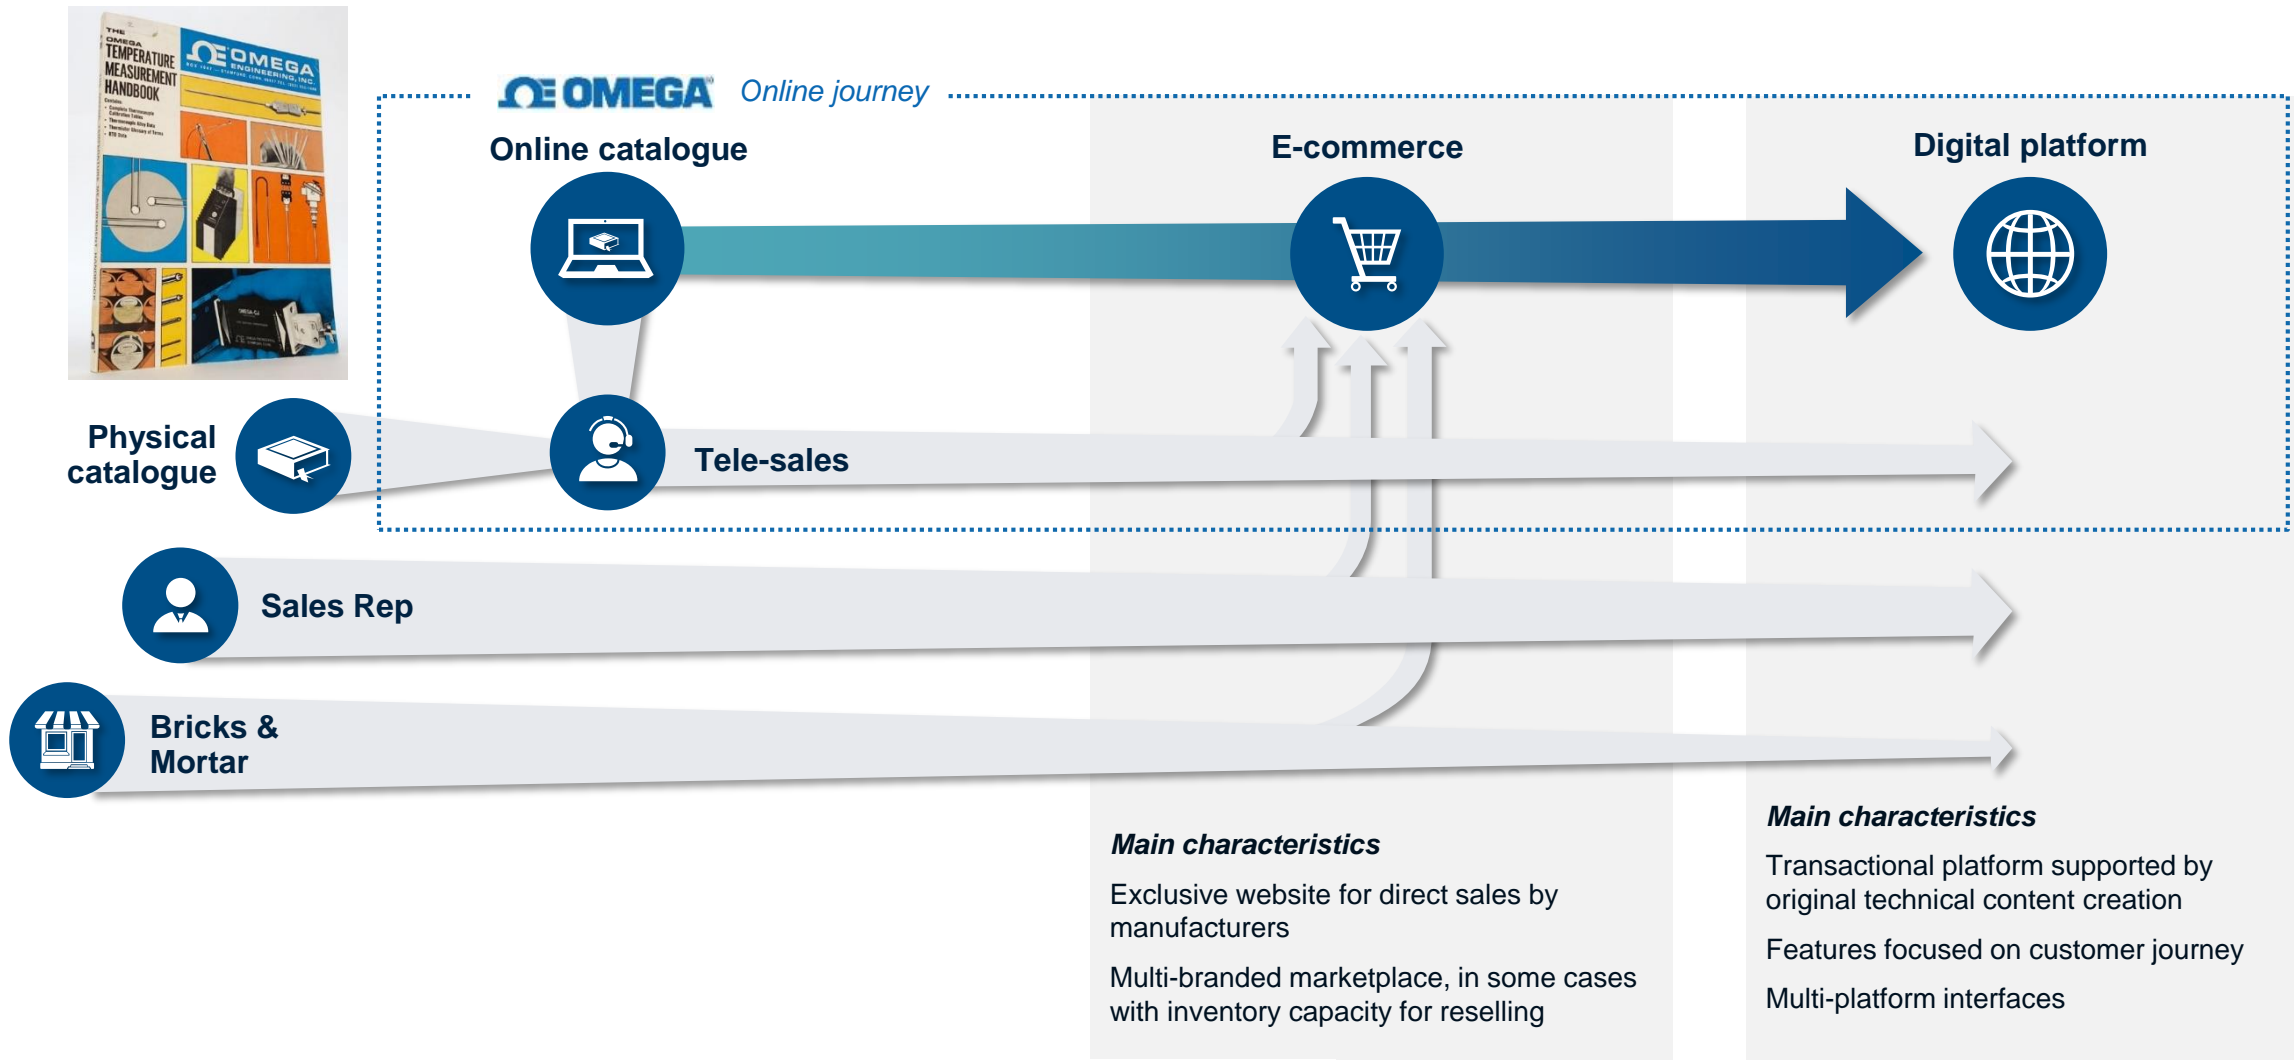 THE
OMEGA
TEMPERATURE
MEASUREMENT
HANDBOOK
OMEGA
ENGINEERING, INC.
OMEGA
Online journey
Online catalogue
E-commerce
Digital platform
Physical
catalogue
Tele-sales
Sales Rep
Bricks &
Mortar
Main characteristics
Exclusive website for direct sales by
manufacturers
Multi-branded marketplace, in some cases
with inventory capacity for reselling
Main characteristics
Transactional platform supported by
original technical content creation
Features focused on customer journey
Multi-platform interfaces